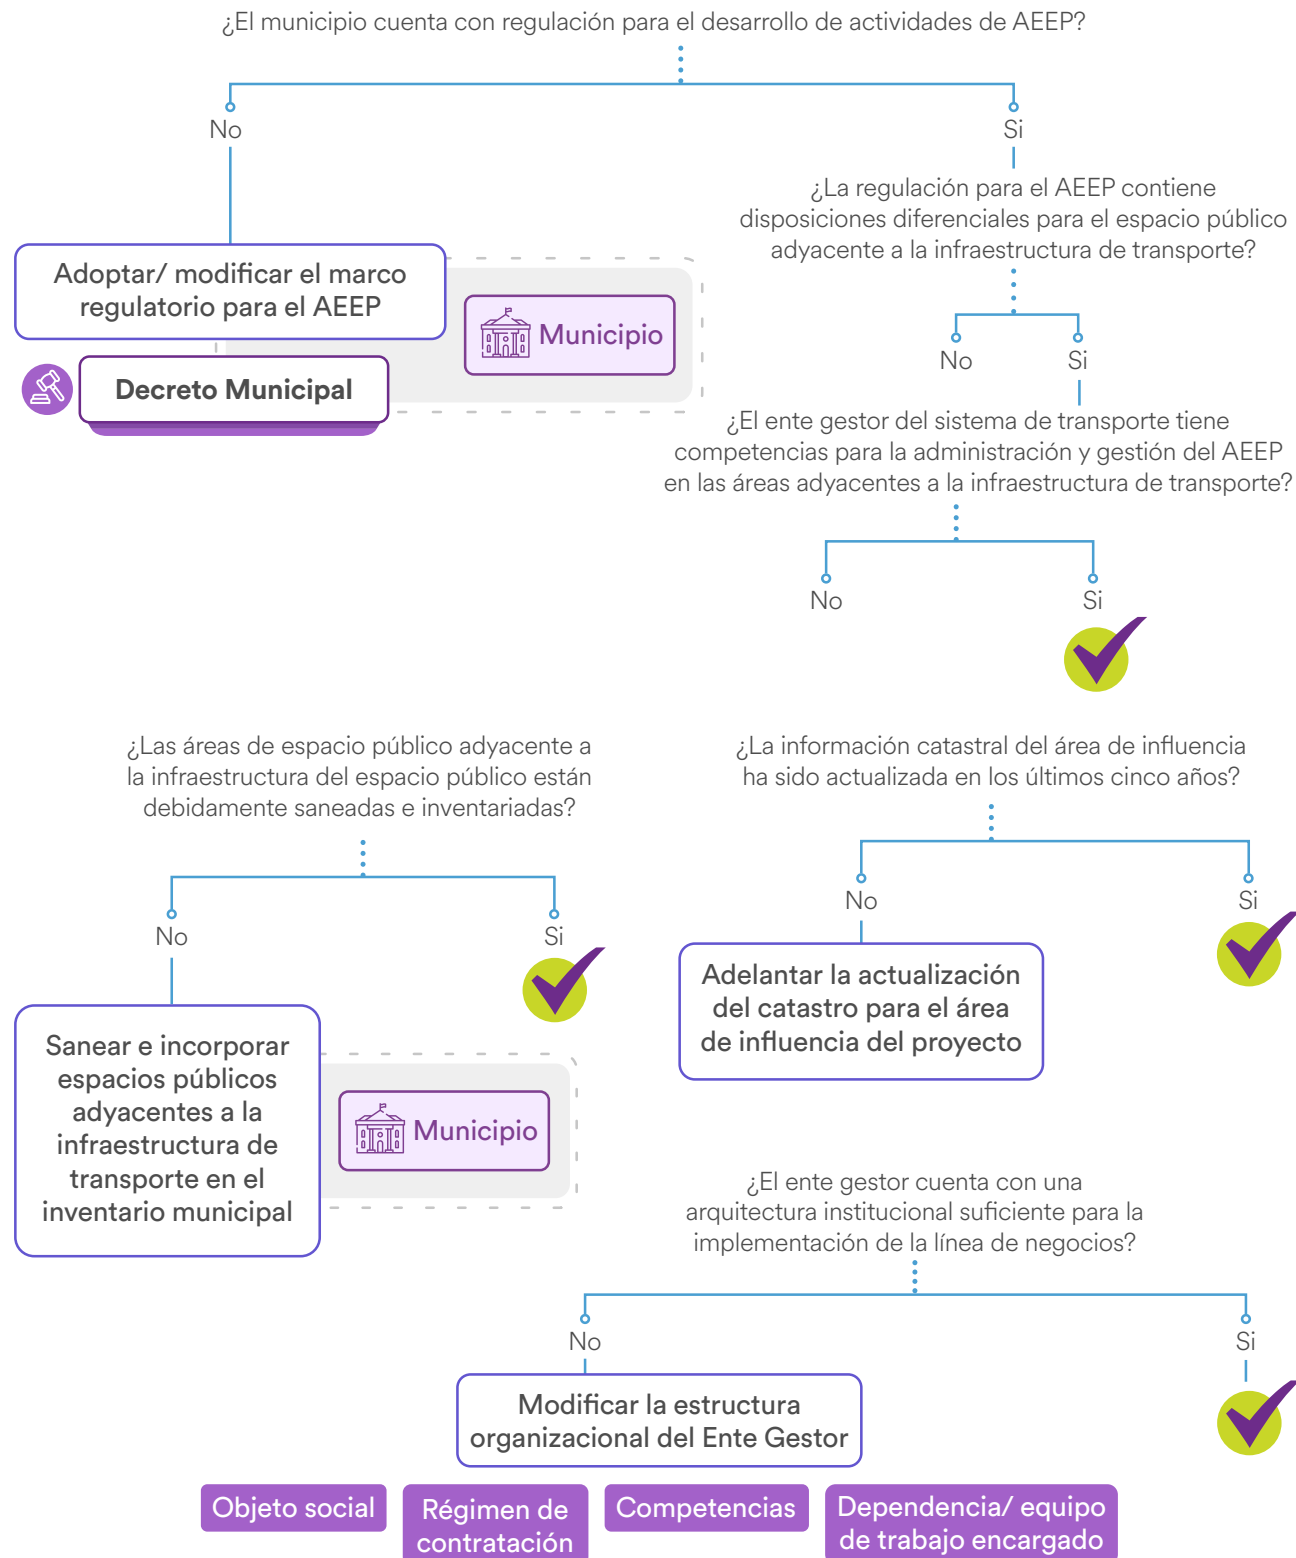 ¿El municipio cuenta con regulación para el desarrollo de actividades de AEEP?
No
Si
¿La regulación para el AEEP contiene
disposiciones diferenciales para el espacio público
adyacente a la infraestructura de transporte?
Adoptar/ modificar el marco
regulatorio para el AEEP
Municipio
Decreto Municipal
No
Si
¿El ente gestor del sistema de transporte tiene
competencias para la administración y gestión del AEEP
en las áreas adyacentes a la infraestructura de transporte?
No
Si
¿Las áreas de espacio público adyacente a
la infraestructura del espacio público están
debidamente saneadas e inventariadas?
No
Si
Sanear e incorporar
espacios públicos
adyacentes a la
infraestructura de
transporte en el
inventario municipal
Municipio
¿La información catastral del área de influencia
ha sido actualizada en los últimos cinco años?
No
Si
Adelantar la actualización
del catastro para el área
de influencia del proyecto
¿El ente gestor cuenta con una
arquitectura institucional suficiente para la
implementación de la línea de negocios?
No
Si
Modificar la estructura
organizacional del Ente Gestor
Objeto social
Régimen de
contratación
Competencias
Dependencia/ equipo
de trabajo encargado